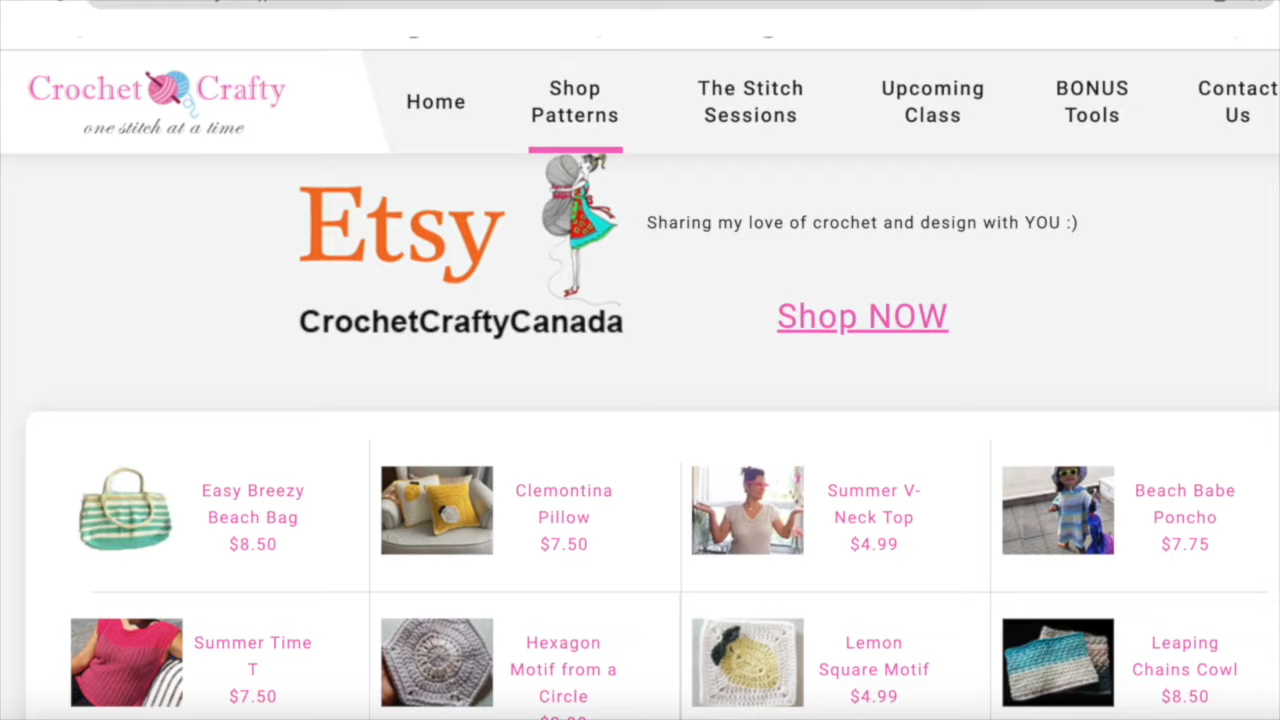 Crochet Crafty
one stitch at a time
Home
Shop
Patterns
The Stitch
Sessions
Upcoming
Class
BONUS
Tools
Contact
Us
Etsy
CrochetCraftyCanada
Sharing my love of crochet and design with YOU :)
Shop NOW
Easy Breezy
Beach Bag
$8.50
Clemontina
Pillow
$7.50
Summer V-
Neck Top
$4.99
Beach Babe
Poncho
$7.75
Summer Time
T
$7.50
Hexagon
Motif from a
Circle
Lemon
Square Motif
$4.99
Leaping
Chains Cowl
$8.50